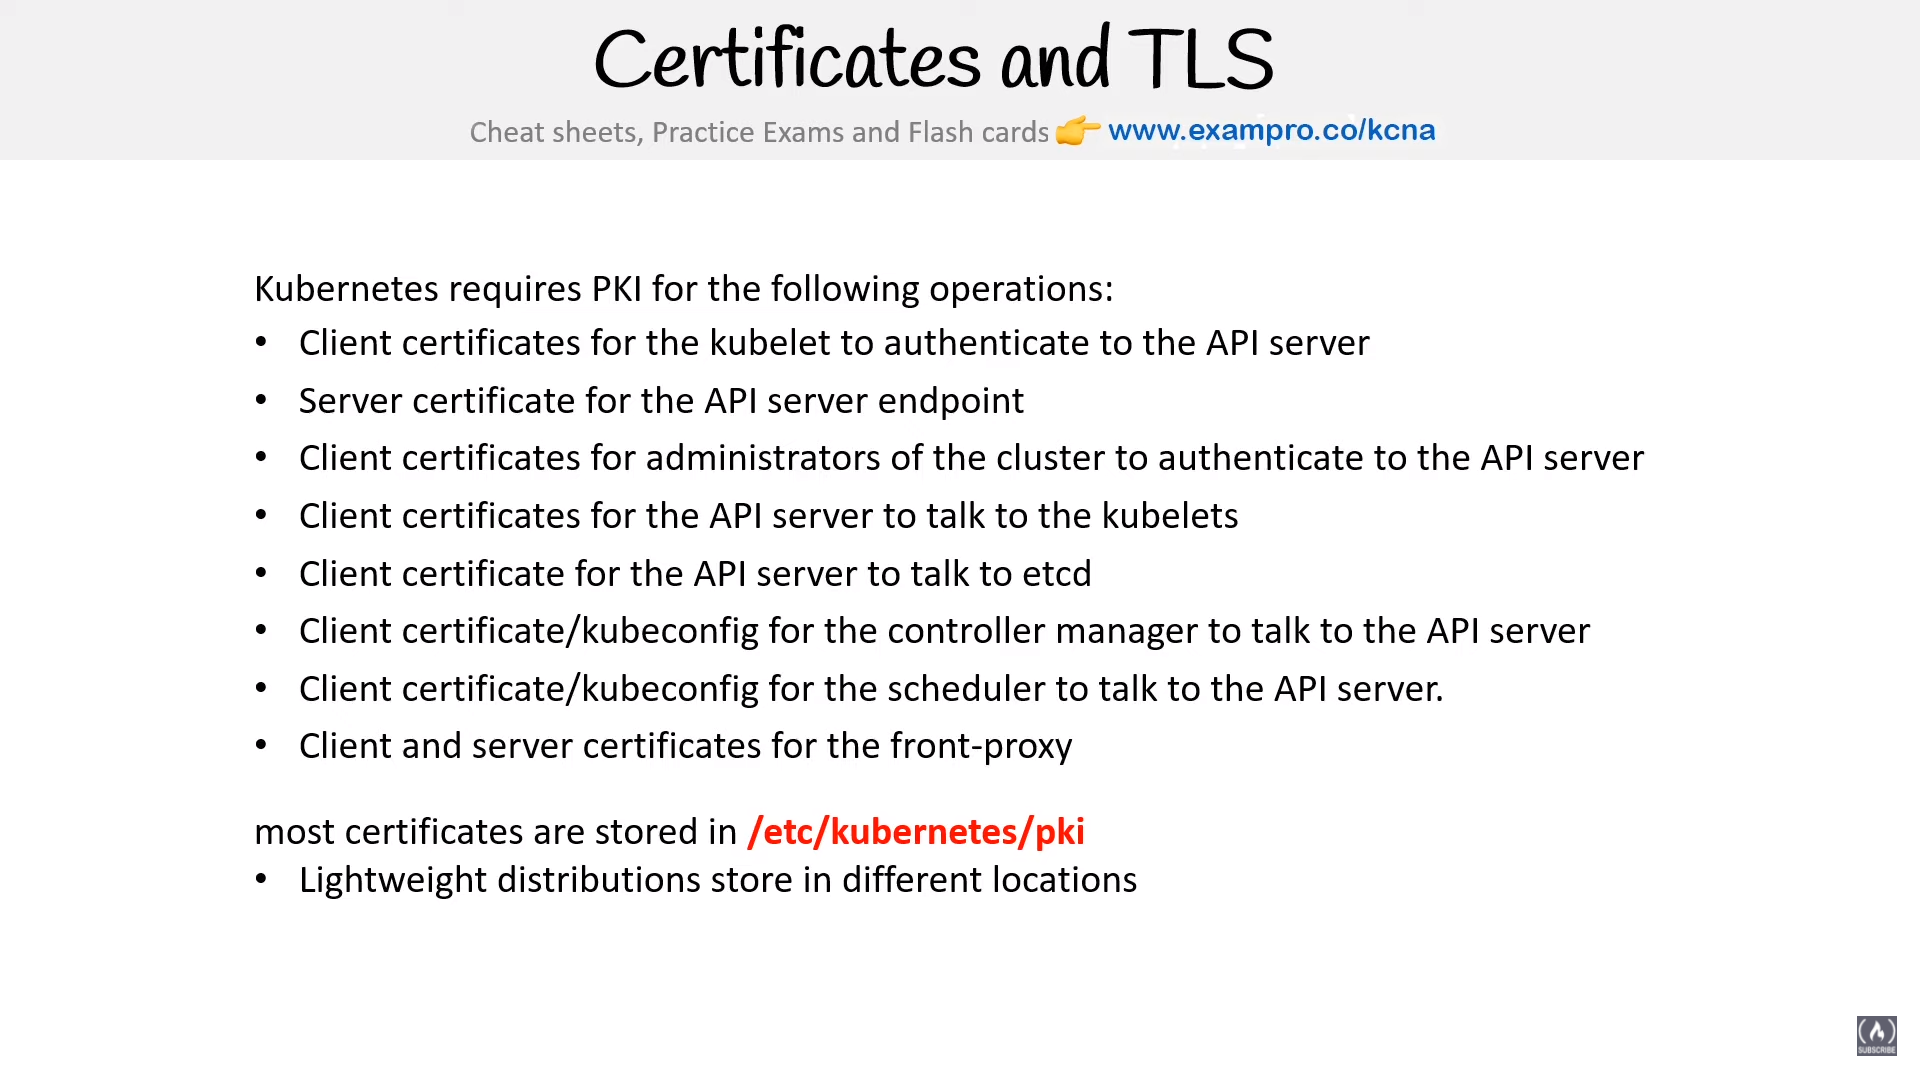 Certificates and TLS
Cheat sheets, Practice Exams and Flash cards 👉 www.exampro.co/kcna
Kubernetes requires PKI for the following operations:
• Client certificates for the kubelet to authenticate to the API server
• Server certificate for the API server endpoint
• Client certificates for administrators of the cluster to authenticate to the API server
• Client certificates for the API server to talk to the kubelets
• Client certificate for the API server to talk to etcd
• Client certificate/kubeconfig for the controller manager to talk to the API server
• Client certificate/kubeconfig for the scheduler to talk to the API server.
• Client and server certificates for the front-proxy
most certificates are stored in /etc/kubernetes/pki
• Lightweight distributions store in different locations
SUBSCRIBE